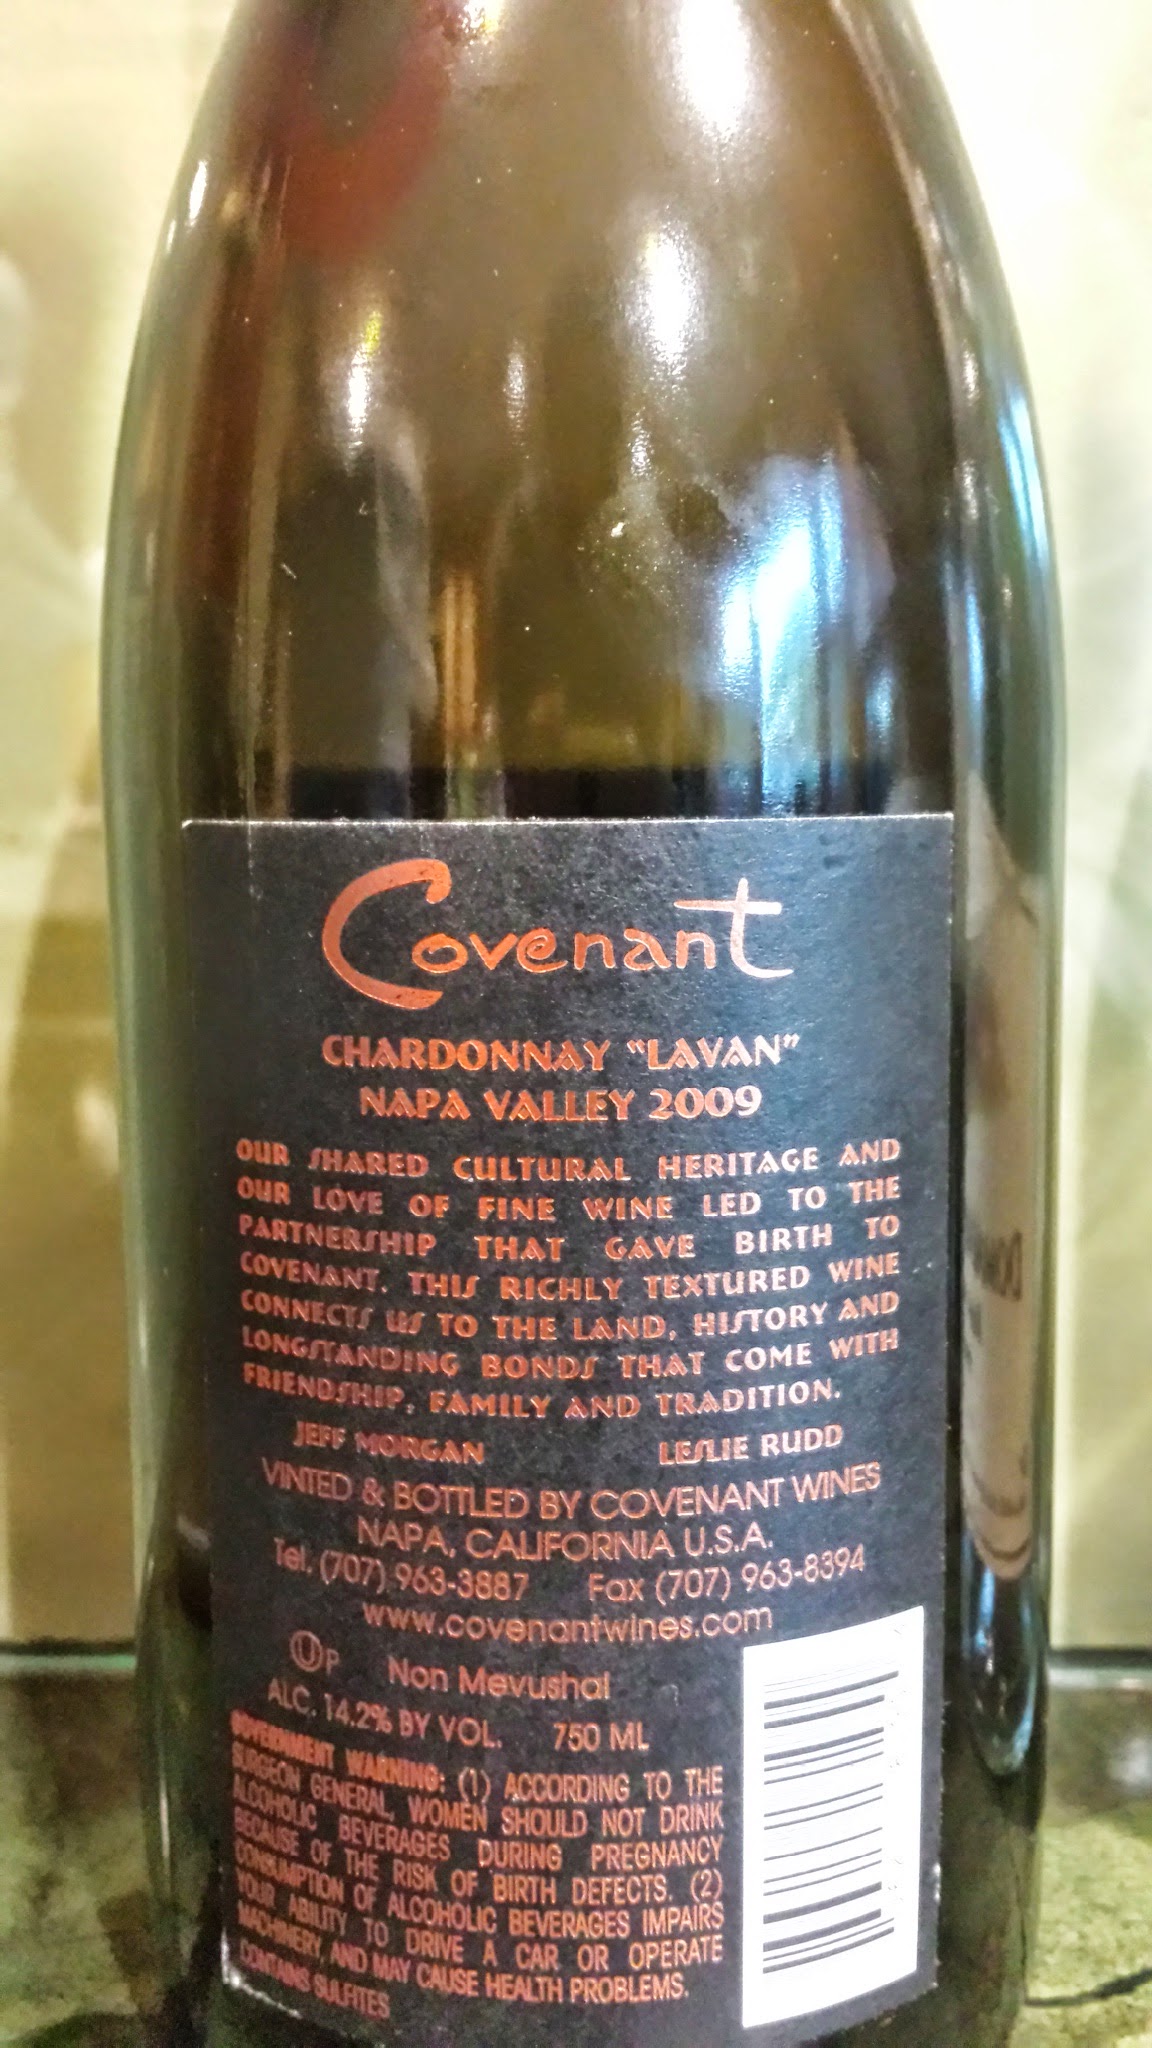 Covenant
CHARDONNAY "LAVAN"
NAPA VALLEY 2009
OUR SHARED CULTURAL HERITAGE AND
OUR LOVE OF FINE WINE LED TO THE
PARTNERSHIP THAT GAVE BIRTH TO
COVENANT. THIS RICHLY TEXTURED WINE
CONNECTS US TO THE LAND, HISTORY AND
LONGSTANDING BONDS THAT COME WITH
FRIENDSHIP, FAMILY AND TRADITION.
JEFF MORGAN LESLIE RUDD
VINTED & BOTTLED BY COVENANT WINES
NAPA, CALIFORNIA U.S.A.
Tel. (707) 963-3887 Fax (707) 963-8394
www.covenantwines.com
ⓊP Non Mevushal
ALC. 14.2% BY VOL. 750 ML
GOVERNMENT WARNING: (1) ACCORDING TO THE
SURGEON GENERAL, WOMEN SHOULD NOT DRINK
ALCOHOLIC BEVERAGES DURING PREGNANCY
BECAUSE OF THE RISK OF BIRTH DEFECTS. (2)
CONSUMPTION OF ALCOHOLIC BEVERAGES IMPAIRS
YOUR ABILITY TO DRIVE A CAR OR OPERATE
MACHINERY, AND MAY CAUSE HEALTH PROBLEMS.
CONTAINS SULFITES